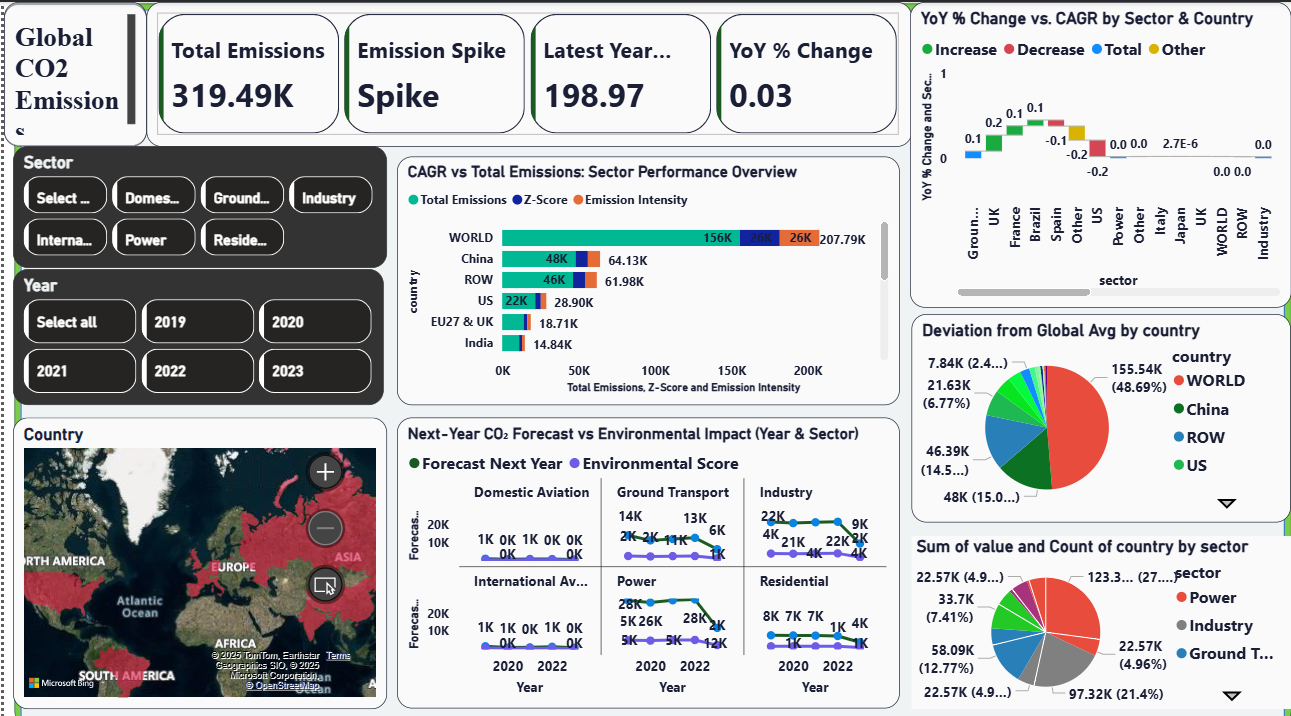 Global
CO2
Emission
s
Total Emissions
319.49K
Emission Spike
Spike
Latest Year...
198.97
YoY % Change
0.03
Sector
Select ...
Domes...
Ground...
Industry
Interna...
Power
Reside...
Year
Select all
2019
2020
2021
2022
2023
Country
NORTH AMERICA
EUROPE
ASIA
Atlantic
Ocean
AFRICA
SOUTH AMERICA
© 2025 TomTom, Earthstar
Geographics SIO, © 2025
Microsoft Corporation,
© OpenStreetMap
Terms
Microsoft Bing
CAGR vs Total Emissions: Sector Performance Overview
Total Emissions
Z-Score
Emission Intensity
country
WORLD 156K 26K 26K 207.79K
China 48K 64.13K
ROW 46K 61.98K
US 22K 28.90K
EU27 & UK 18.71K
India 14.84K
0K 50K 100K 150K 200K
Total Emissions, Z-Score and Emission Intensity
Next-Year CO₂ Forecast vs Environmental Impact (Year & Sector)
Forecast Next Year
Environmental Score
Domestic Aviation
Ground Transport
Industry
Forecas...
20K
10K
1K 0K 1K 0K 0K
0K 0K
14K 13K
6K
2K 2K 11K
1K
22K 9K
4K 2K
21K 22K
4K 4K
International Av...
Power
Residential
Forecas...
20K
10K
1K 1K 0K 1K 0K
0K 0K
28K 28K 2K
5K 26K
5K 5K 12K
8K 7K 7K 1K 4K
1K 1K
2020 2022
2020 2022
2020 2022
Year
Year
Year
YoY % Change vs. CAGR by Sector & Country
Increase
Decrease
Total
Other
YoY % Change and Sec...
1
0
0.1
0.2
0.1
0.1
-0.1
-0.2
-0.2
0.0 0.0
2.7E-6
0.0 0.0
0.0
Groun...
UK
France
Brazil
Spain
Other
US
Power
Other
Italy
Japan
UK
WORLD
ROW
Industry
sector
Deviation from Global Avg by country
7.84K (2.4...)
21.63K
(6.77%)
46.39K
(14.5...)
48K (15.0...)
155.54K
(48.69%)
country
WORLD
China
ROW
US
Sum of value and Count of country by sector
22.57K (4.9...)
33.7K
(7.41%)
58.09K
(12.77%)
22.57K (4.9...)
123.3... (27....)
22.57K
(4.96%)
97.32K (21.4%)
sector
Power
Industry
Ground T...